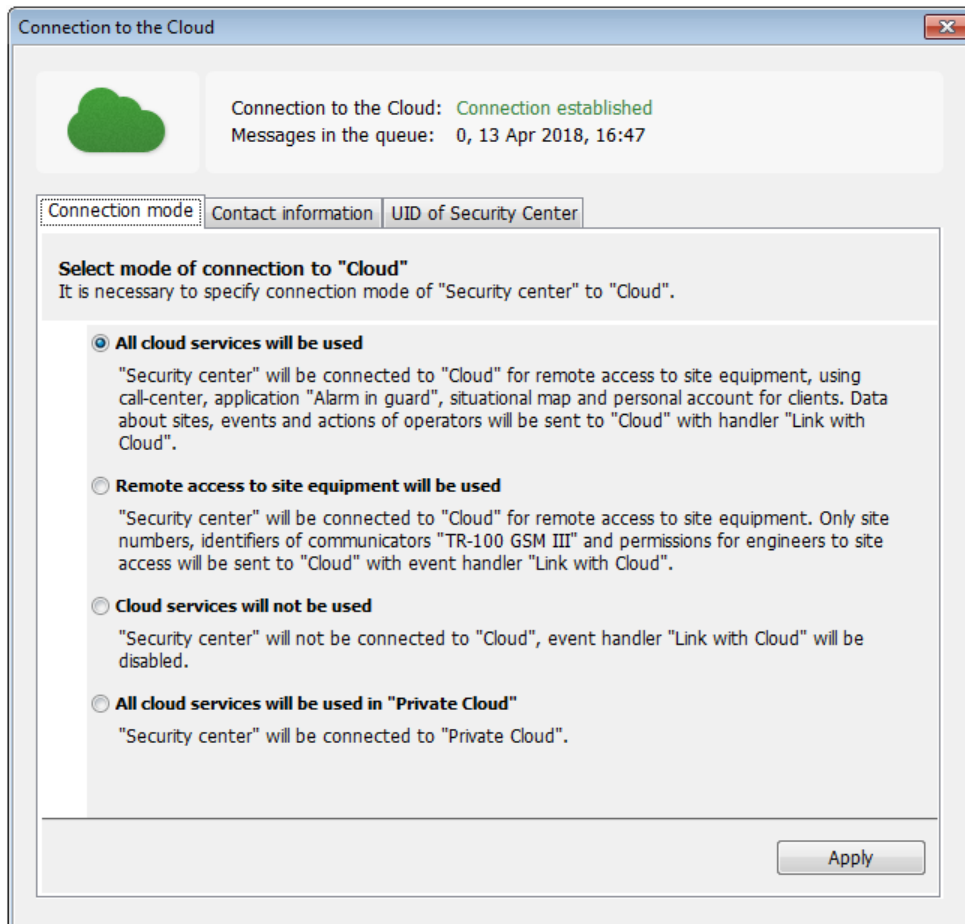 Connection to the Cloud
Connection to the Cloud: Connection established
Messages in the queue: 0, 13 Apr 2018, 16:47
Connection mode Contact information UID of Security Center
Select mode of connection to "Cloud"
It is necessary to specify connection mode of "Security center" to "Cloud".
All cloud services will be used
"Security center" will be connected to "Cloud" for remote access to site equipment, using
call-center, application "Alarm in guard", situational map and personal account for clients. Data
about sites, events and actions of operators will be sent to "Cloud" with handler "Link with
Cloud".
Remote access to site equipment will be used
"Security center" will be connected to "Cloud" for remote access to site equipment. Only site
numbers, identifiers of communicators "TR-100 GSM III" and permissions for engineers to site
access will be sent to "Cloud" with event handler "Link with Cloud".
Cloud services will not be used
"Security center" will not be connected to "Cloud", event handler "Link with Cloud" will be
disabled.
All cloud services will be used in "Private Cloud"
"Security center" will be connected to "Private Cloud".
Apply